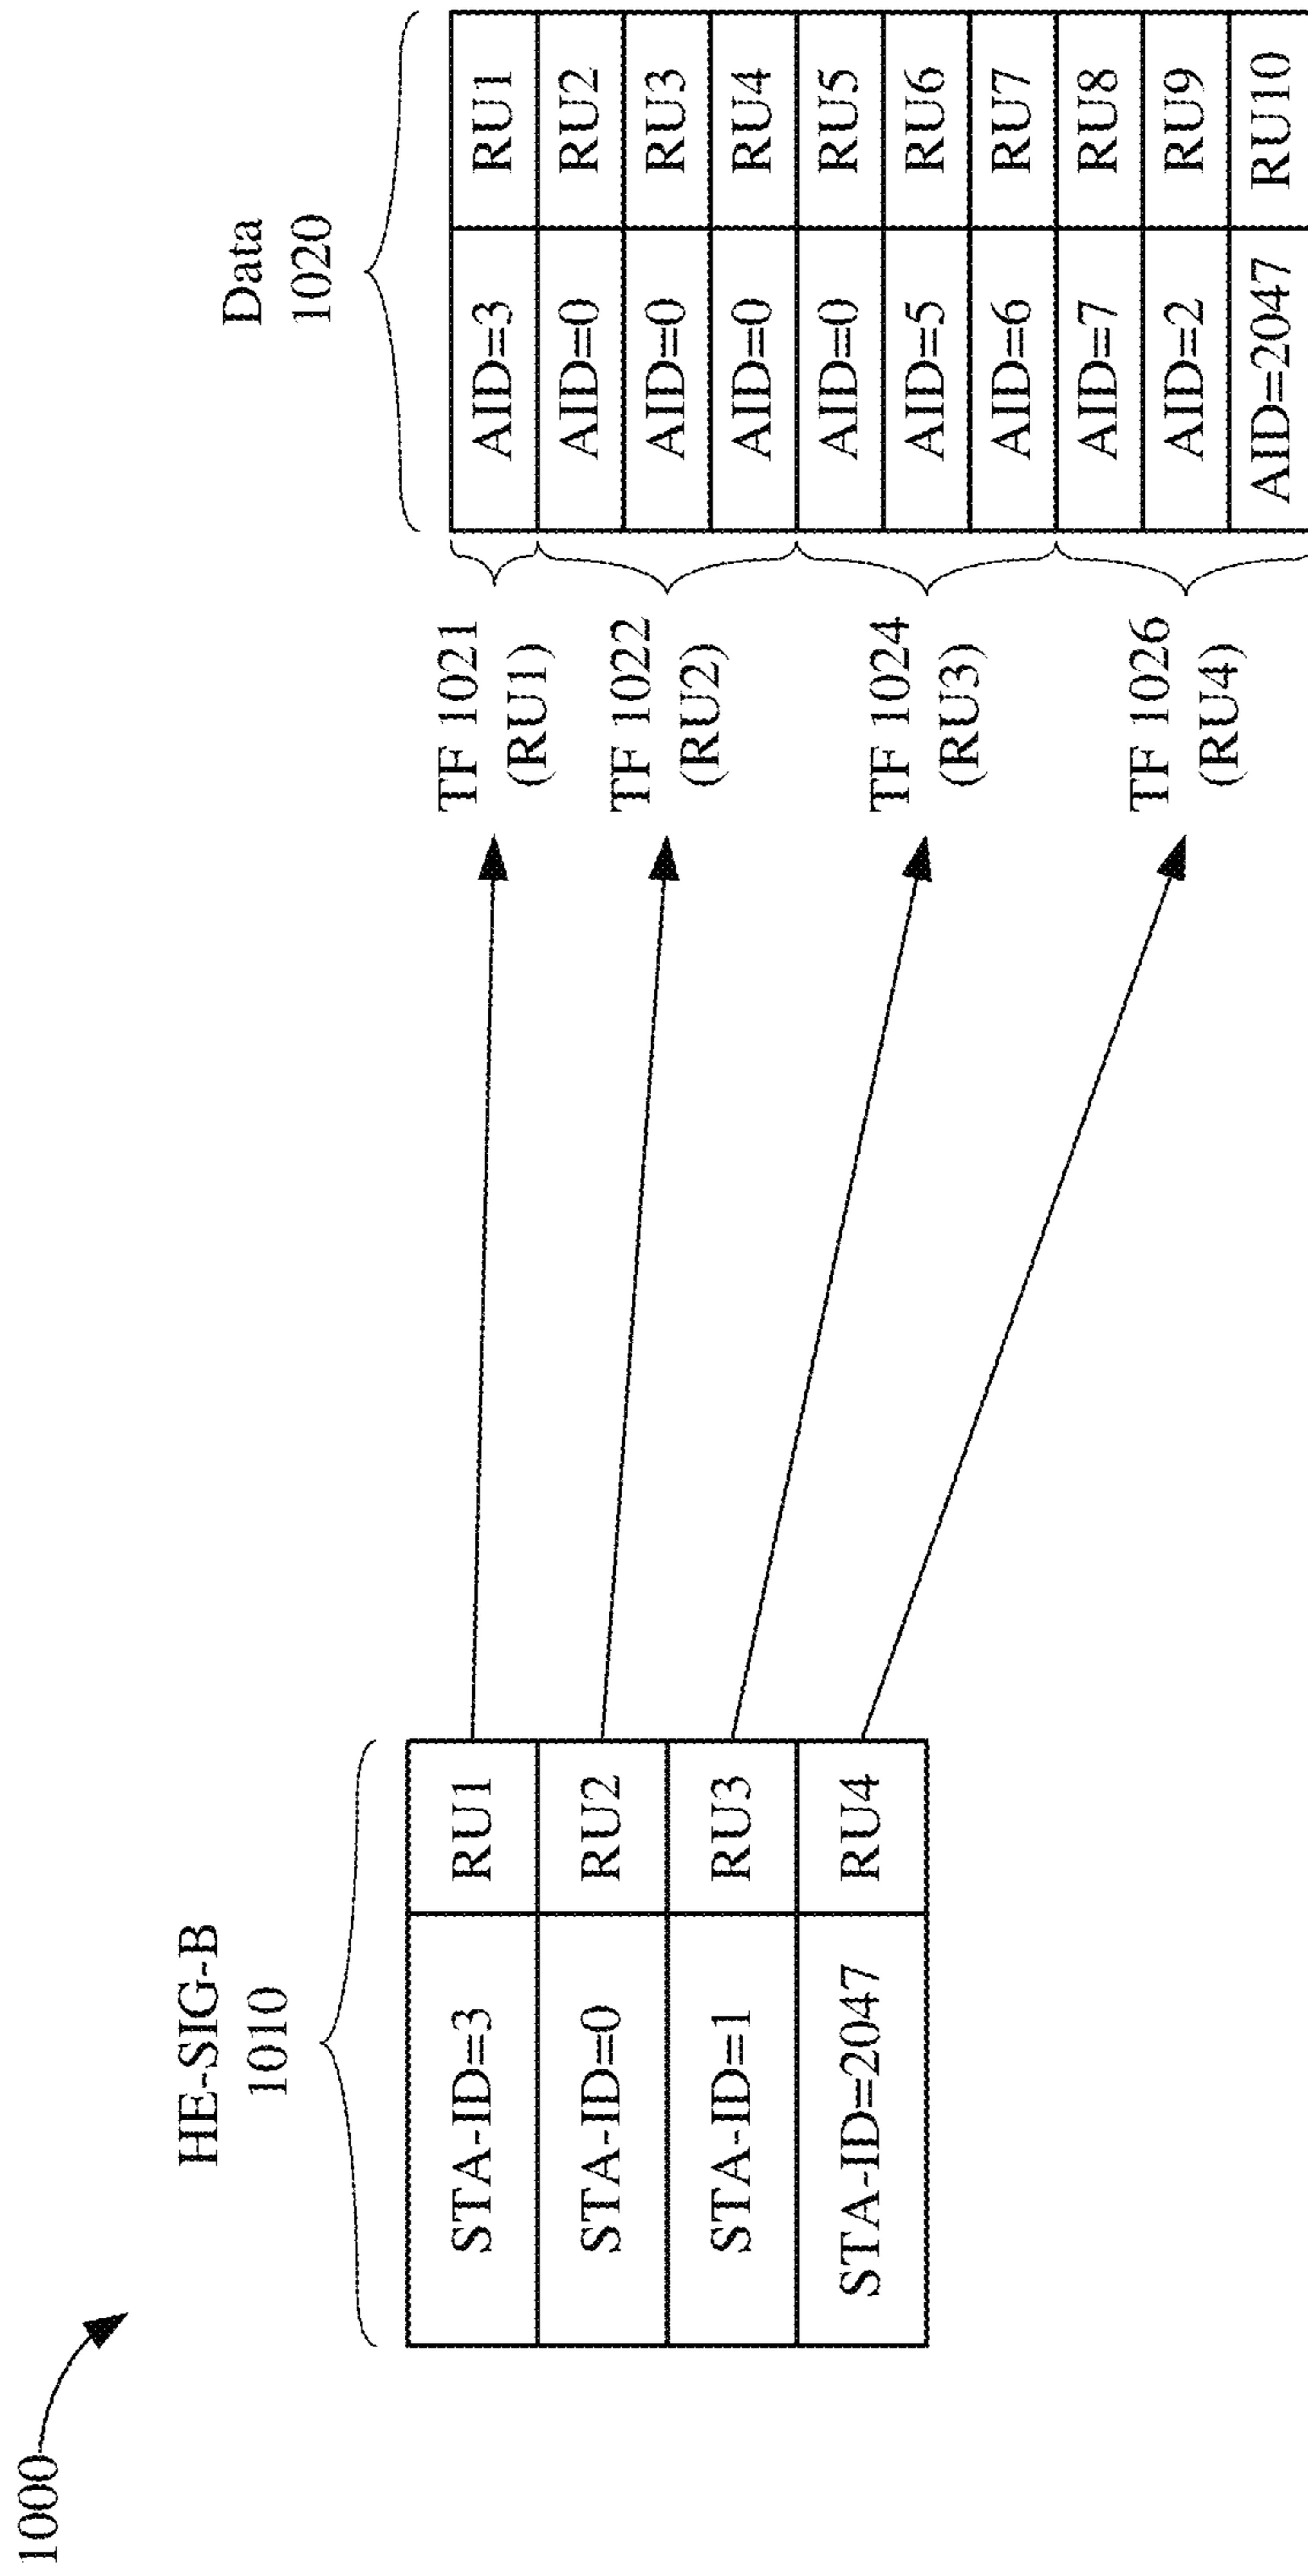 1000
HE-SIG-B
1010
STA-ID=3 RU1
STA-ID=0 RU2
STA-ID=1 RU3
STA-ID=2047 RU4
TF 1021
(RU1)
TF 1022
(RU2)
TF 1024
(RU3)
TF 1026
(RU4)
Data
1020
AID=3 RU1
AID=0 RU2
AID=0 RU3
AID=0 RU4
AID=0 RU5
AID=5 RU6
AID=6 RU7
AID=7 RU8
AID=2 RU9
AID=2047 RU10